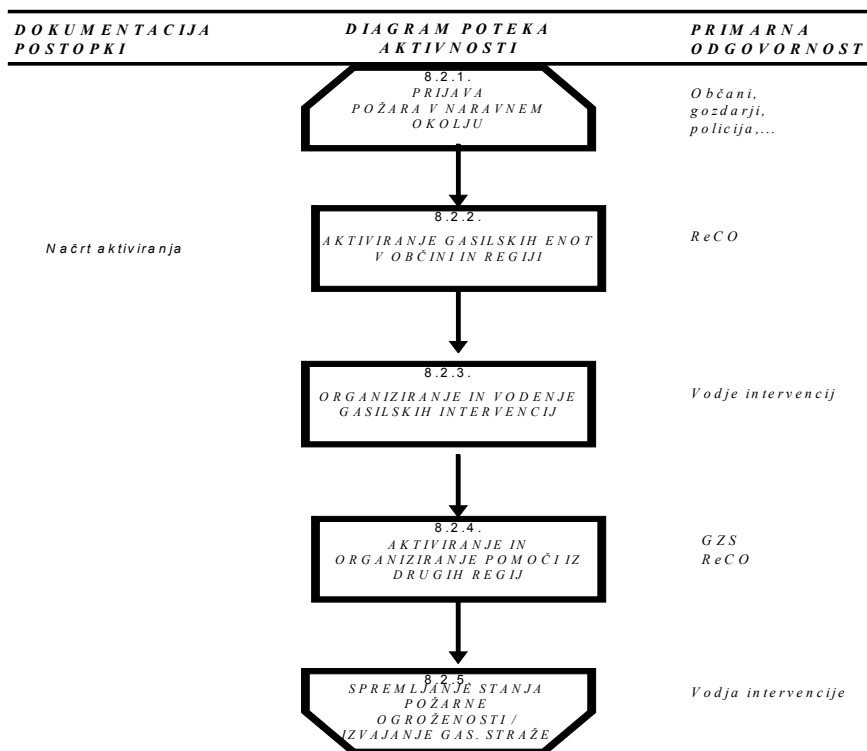 DOKUMENTACIJA
POSTOPKI
DIAGRAM POTEKA
AKTIVNOSTI
PRIMARNA
ODGOVORNOST
8.2.1.
PRIJAVA
POŽARA V NARAVNEM
OKOLJU
Občani,
gozdarji,
policija,...
Načrt aktiviranja
8.2.2.
AKTIVIRANJE GASILSKIH ENOT
V OBČINI IN REGIJI
ReCO
8.2.3.
ORGANIZIRANJE IN VODENJE
GASILSKIH INTERVENCIJ
Vodje intervencij
8.2.4.
AKTIVIRANJE IN
ORGANIZIRANJE POMOČI IZ
DRUGIH REGIJ
GZS
ReCO
8.2.5.
SPREMLJANJE STANJA
POŽARNE
OGROŽENOSTI /
IZVAJANJE GAS. STRAŽE
Vodja intervencije